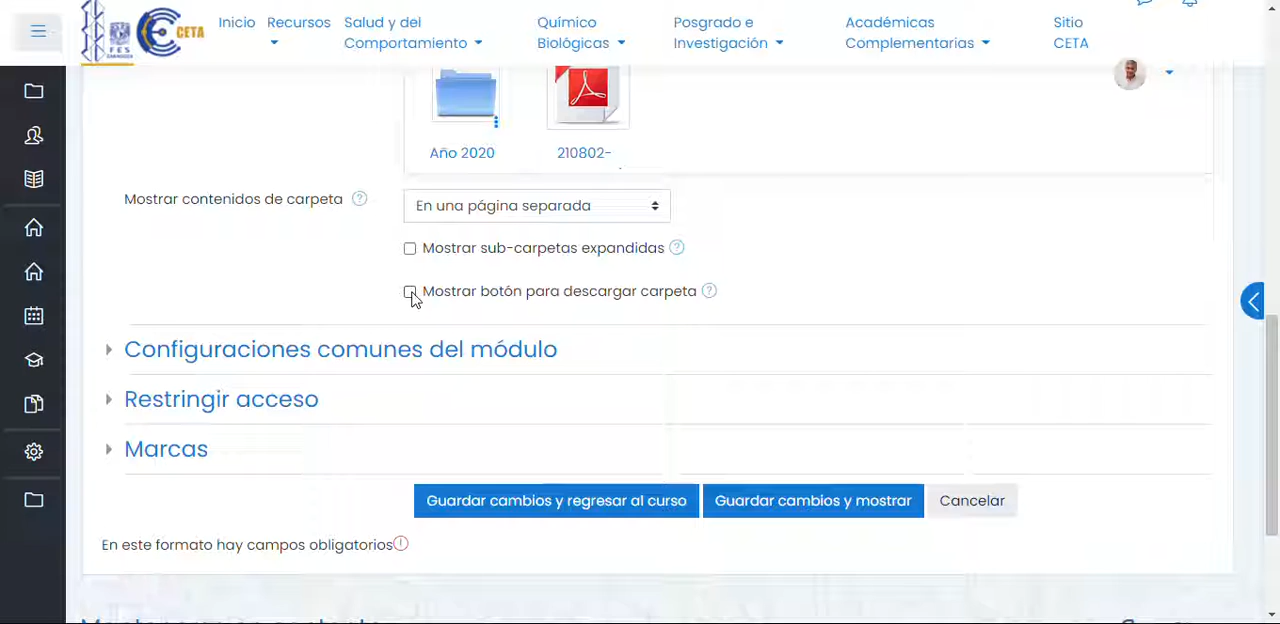 Inicio
Recursos
Salud y del
Comportamiento
Químico
Biológicas
Posgrado e
Investigación
Académicas
Complementarias
Sitio
CETA
FES
ZARAGOZA
CETA
Año 2020
210802-
Mostrar contenidos de carpeta
En una página separada
Mostrar sub-carpetas expandidas
Mostrar botón para descargar carpeta
Configuraciones comunes del módulo
Restringir acceso
Marcas
Guardar cambios y regresar al curso
Guardar cambios y mostrar
Cancelar
En este formato hay campos obligatorios